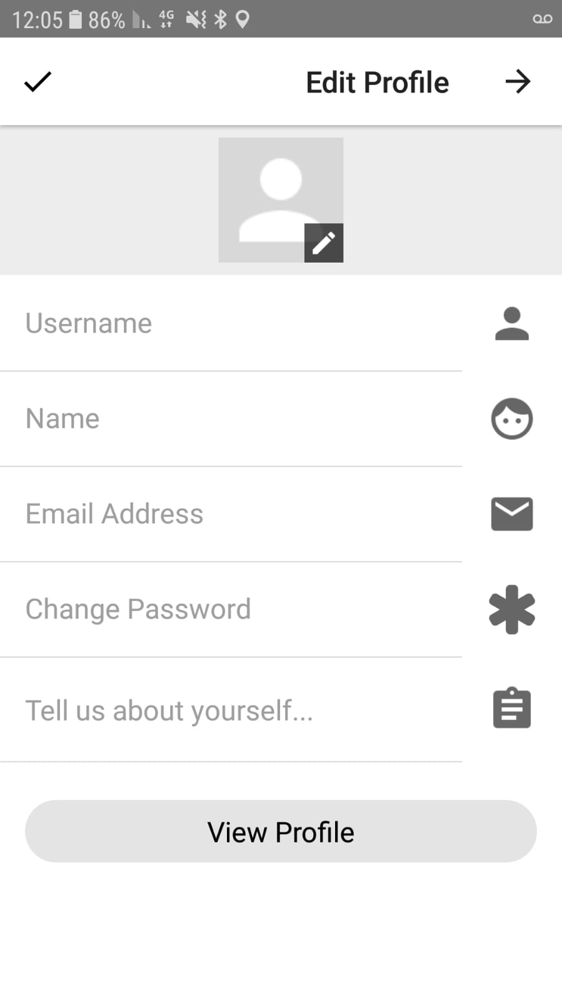 12:05 86% 4G
Edit Profile
Username
Name
Email Address
Change Password
Tell us about yourself...
View Profile